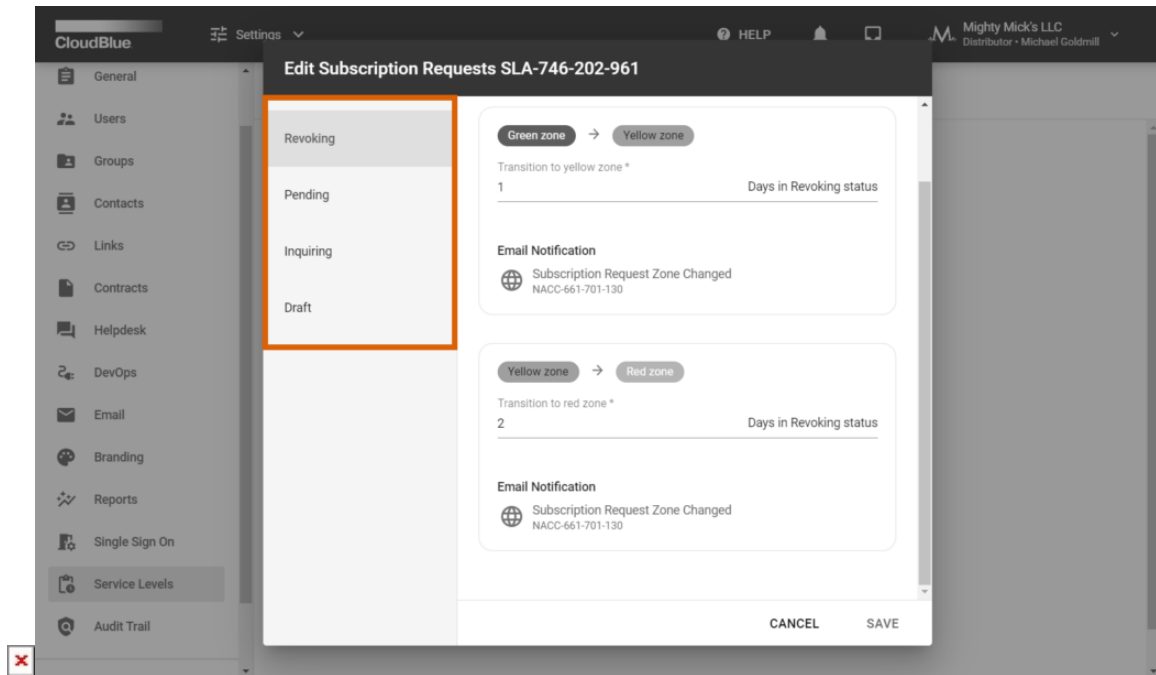 CloudBlue
Settings
HELP
Mighty Mick's LLC
Distributor • Michael Goldmill
General
Users
Groups
Contacts
Links
Contracts
Helpdesk
DevOps
Email
Branding
Reports
Single Sign On
Service Levels
Audit Trail
Edit Subscription Requests SLA-746-202-961
Revoking
Pending
Inquiring
Draft
Green zone → Yellow zone
Transition to yellow zone *
1 Days in Revoking status
Email Notification
Subscription Request Zone Changed
NACC-661-701-130
Yellow zone → Red zone
Transition to red zone *
2 Days in Revoking status
Email Notification
Subscription Request Zone Changed
NACC-661-701-130
CANCEL SAVE